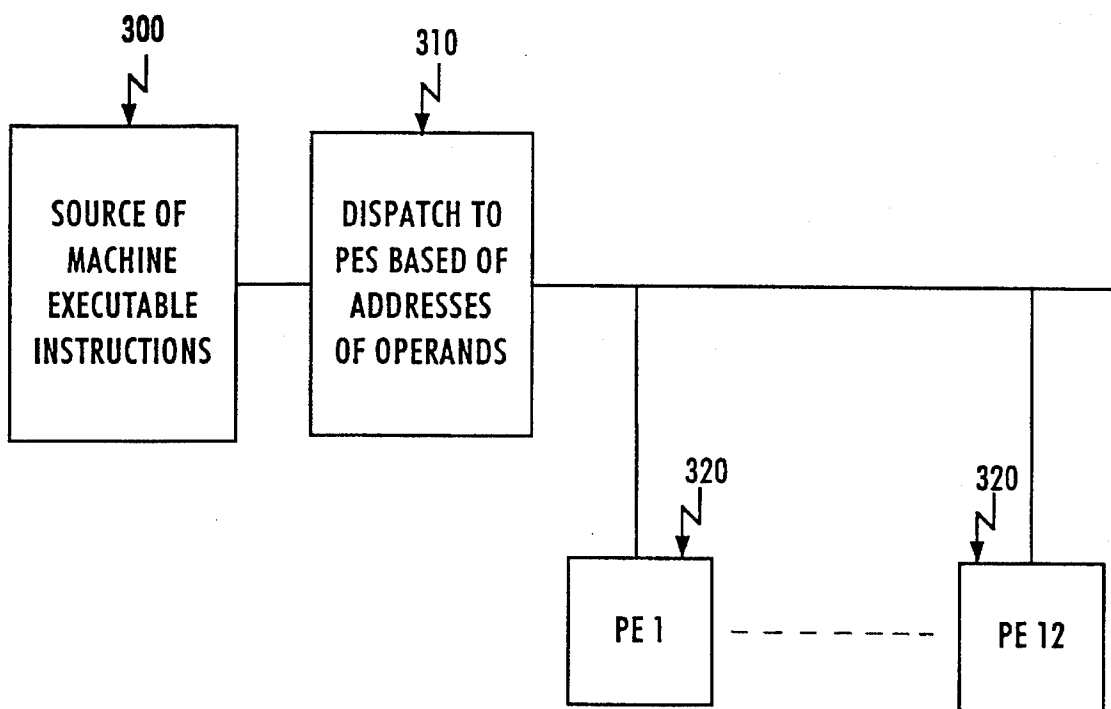 300
310
SOURCE OF
MACHINE
EXECUTABLE
INSTRUCTIONS
DISPATCH TO
PES BASED OF
ADDRESSES
OF OPERANDS
320
320
PE 1
PE 12